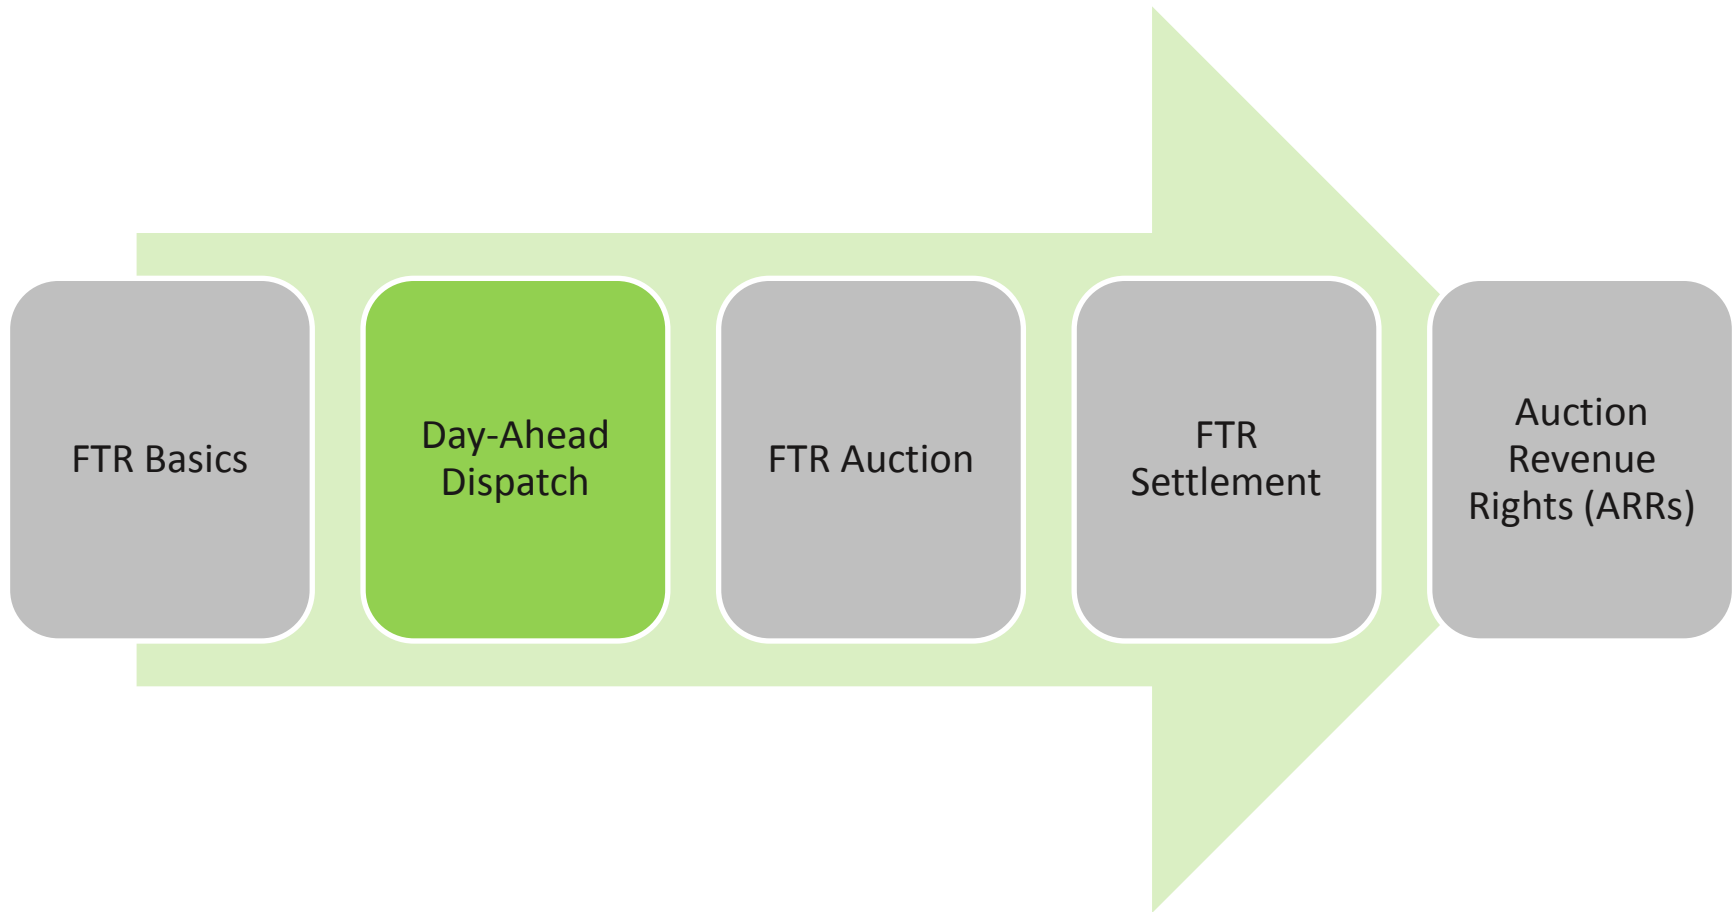 FTR Basics
Day-Ahead
Dispatch
FTR Auction
FTR
Settlement
Auction
Revenue
Rights (ARRs)